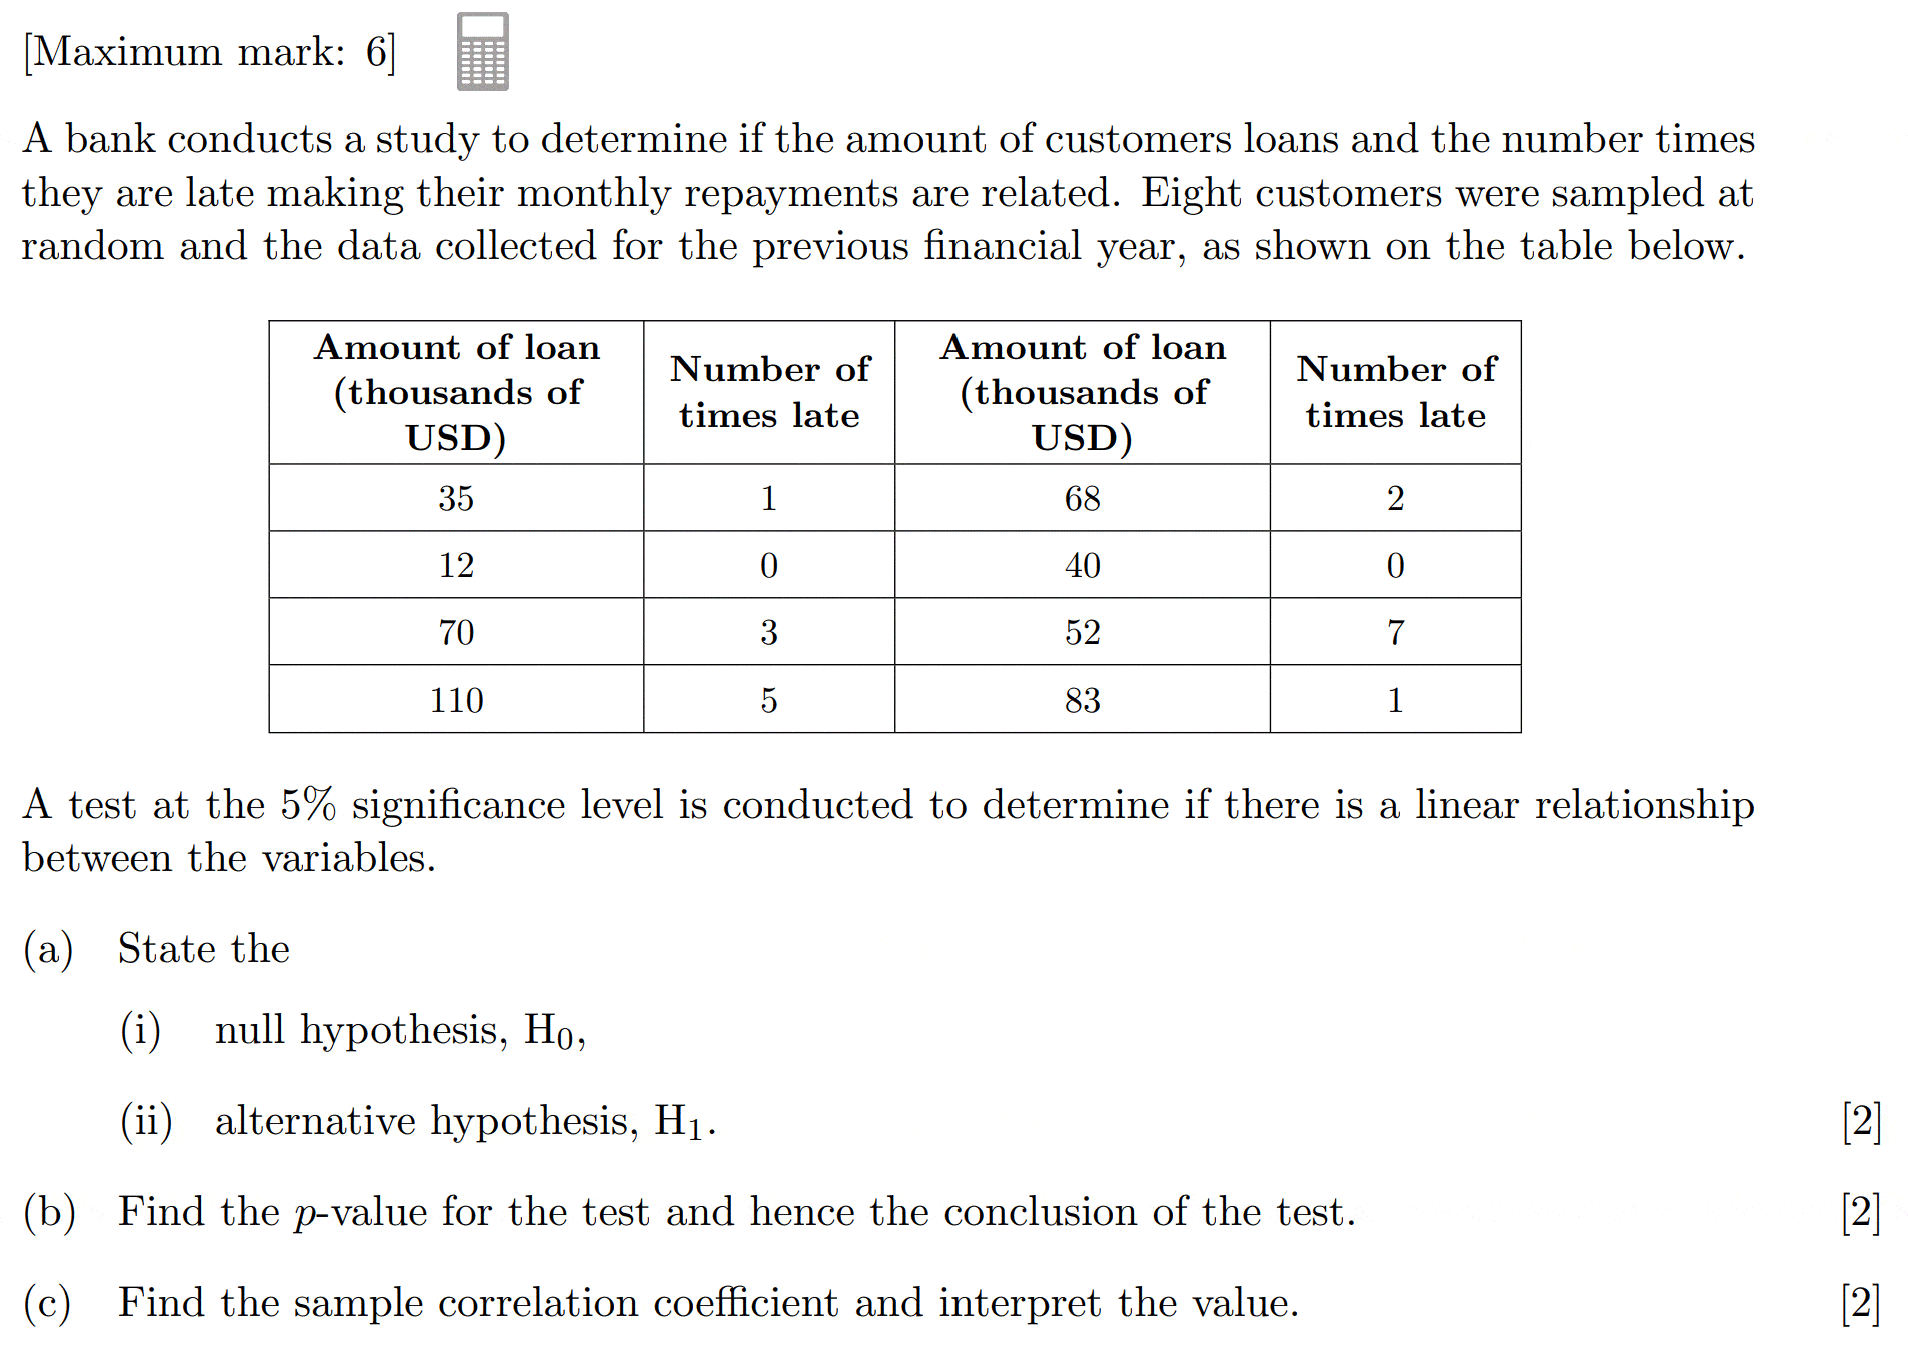 [Maximum mark: 6]
A bank conducts a study to determine if the amount of customers loans and the number times
they are late making their monthly repayments are related. Eight customers were sampled at
random and the data collected for the previous financial year, as shown on the table below.
Amount of loan (thousands of USD) Number of times late Amount of loan (thousands of USD) Number of times late
35 1 68 2
12 0 40 0
70 3 52 7
110 5 83 1
A test at the 5% significance level is conducted to determine if there is a linear relationship
between the variables.
(a) State the
(i) null hypothesis, H₀,
(ii) alternative hypothesis, H₁. [2]
(b) Find the p-value for the test and hence the conclusion of the test. [2]
(c) Find the sample correlation coefficient and interpret the value. [2]